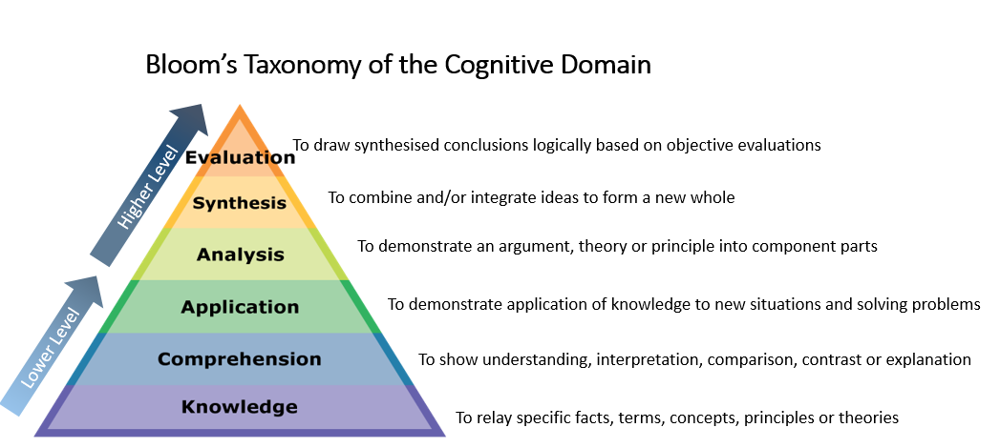 Bloom’s Taxonomy of the Cognitive Domain
Higher Level
Evaluation
To draw synthesised conclusions logically based on objective evaluations
Synthesis
To combine and/or integrate ideas to form a new whole
Analysis
To demonstrate an argument, theory or principle into component parts
Lower Level
Application
To demonstrate application of knowledge to new situations and solving problems
Comprehension
To show understanding, interpretation, comparison, contrast or explanation
Knowledge
To relay specific facts, terms, concepts, principles or theories